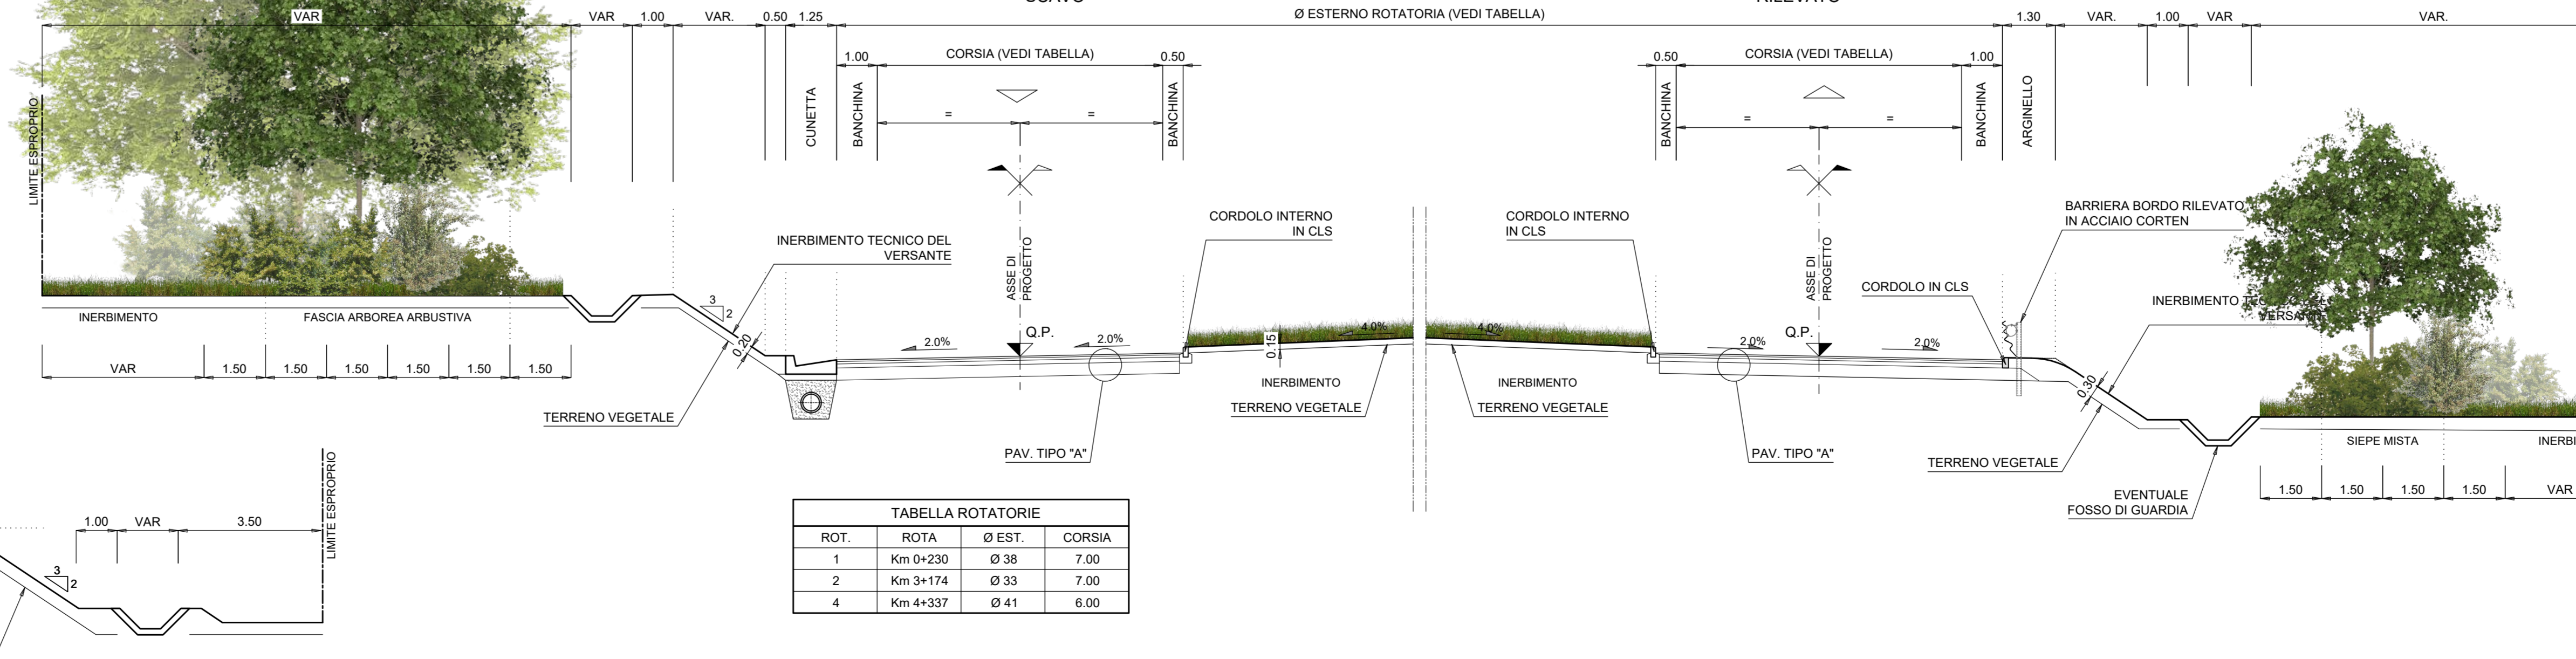 VAR
VAR
1.00
VAR.
0.50
1.25
Ø ESTERNO ROTATORIA (VEDI TABELLA)
1.30
VAR.
1.00
VAR
VAR.
1.00
CORSIA (VEDI TABELLA)
0.50
0.50
CORSIA (VEDI TABELLA)
1.00
LIMITE ESPROPRIO
CUNETTA
BANCHINA
=
=
BANCHINA
BANCHINA
=
=
BANCHINA
ARGINELLO
INERBIMENTO TECNICO DEL
VERSANTE
ASSE DI
PROGETTO
CORDOLO INTERNO
IN CLS
CORDOLO INTERNO
IN CLS
ASSE DI
PROGETTO
BARRIERA BORDO RILEVATO
IN ACCIAIO CORTEN
CORDOLO IN CLS
3
2
0.20
2.0%
Q.P.
2.0%
0.15
4.0%
4.0%
2.0%
Q.P.
2.0%
0.30
INERBIMENTO
FASCIA ARBOREA ARBUSTIVA
VAR
1.50
1.50
1.50
1.50
1.50
1.50
TERRENO VEGETALE
PAV. TIPO "A"
INERBIMENTO
TERRENO VEGETALE
INERBIMENTO
TERRENO VEGETALE
PAV. TIPO "A"
TERRENO VEGETALE
EVENTUALE
FOSSO DI GUARDIA
SIEPE MISTA
1.50
1.50
1.50
1.50
VAR
1.00
VAR
3.50
LIMITE ESPROPRIO
3
2
TABELLA ROTATORIE
ROT. ROTA Ø EST. CORSIA
1 Km 0+230 Ø 38 7.00
2 Km 3+174 Ø 33 7.00
4 Km 4+337 Ø 41 6.00